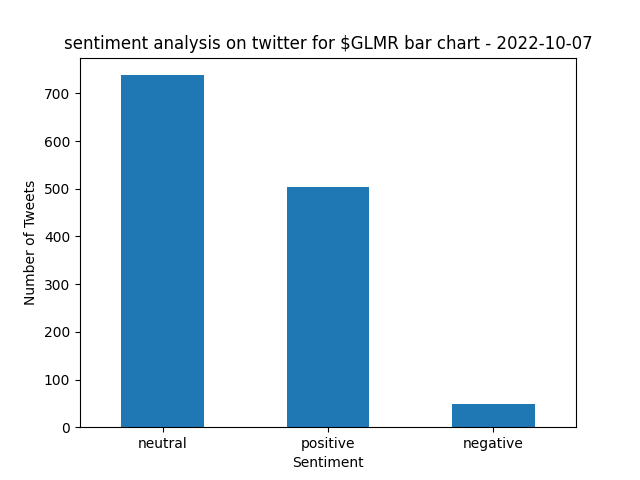 sentiment analysis on twitter for $GLMR bar chart - 2022-10-07
700
600
500
400
300
200
100
0
Number of Tweets
neutral positive negative
Sentiment